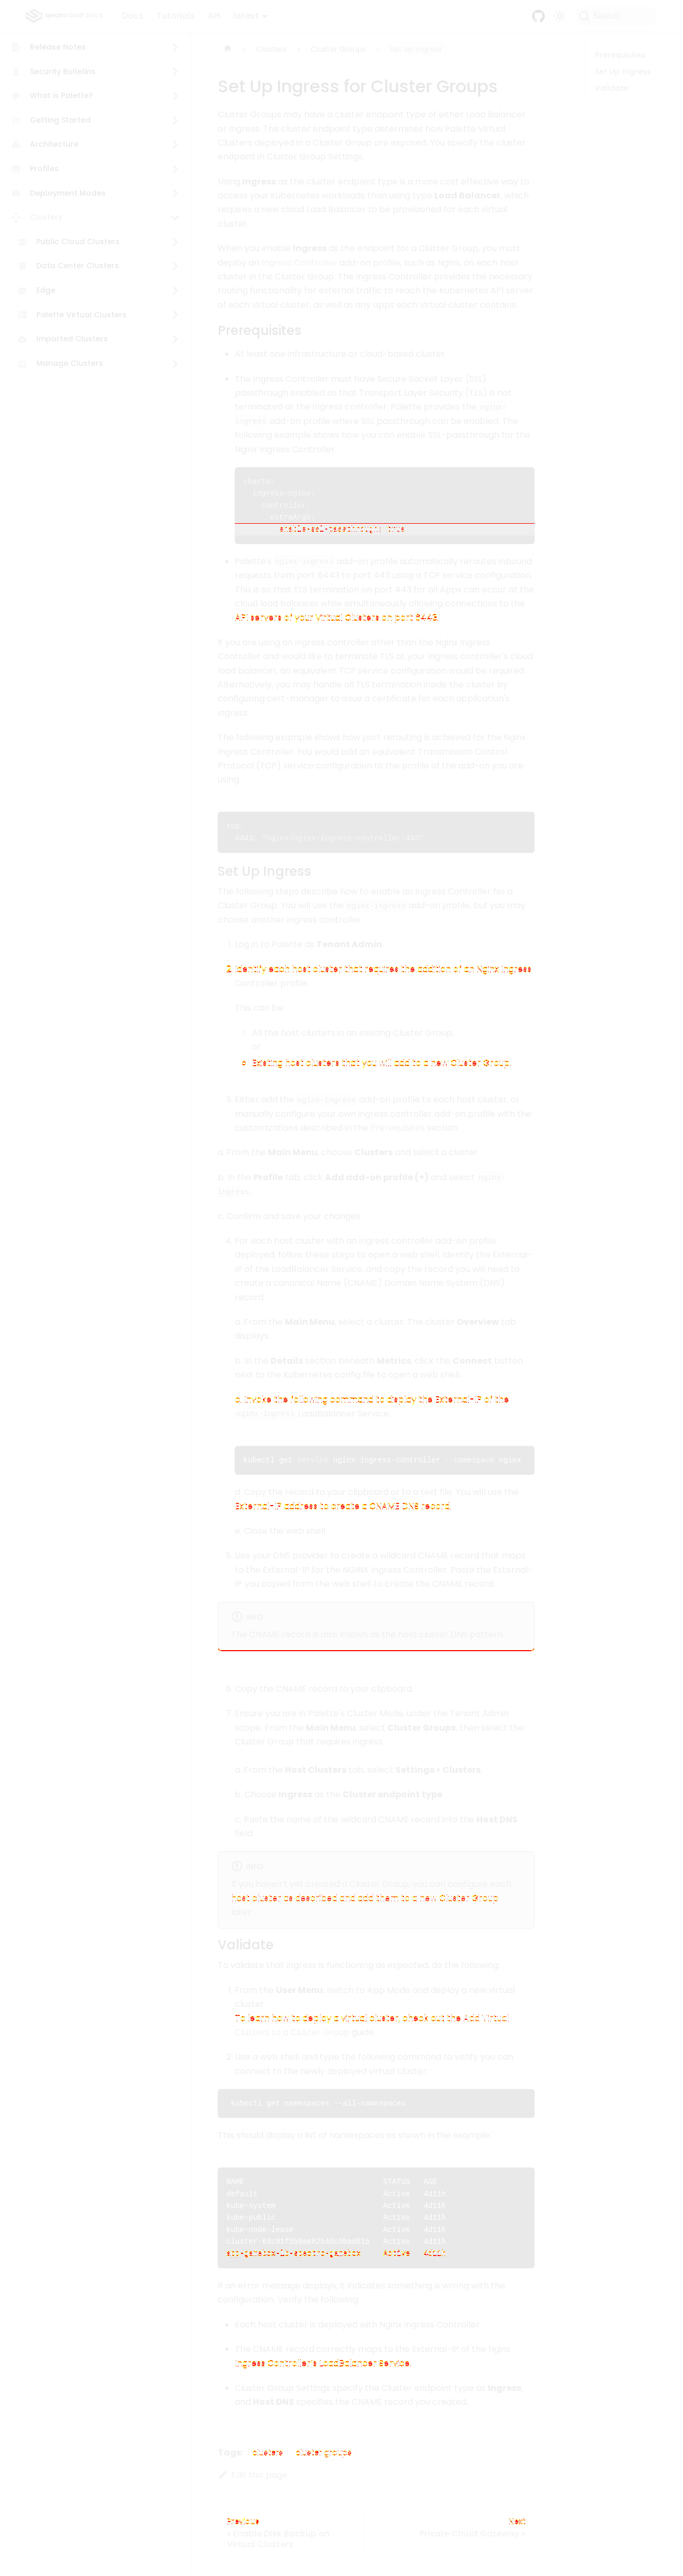 spectro cloud DOCS
Docs
Tutorials
API
latest
Search
Release Notes
Security Bulletins
What is Palette?
Getting Started
Architecture
Profiles
Deployment Modes
Clusters
Public Cloud Clusters
Data Center Clusters
Edge
Palette Virtual Clusters
Imported Clusters
Manage Clusters
Clusters
Cluster Groups
Set Up Ingress
Prerequisites
Set Up Ingress
Validate
Set Up Ingress for Cluster Groups
Cluster Groups may have a cluster endpoint type of either Load Balancer
or Ingress. The cluster endpoint type determines how Palette Virtual
Clusters deployed in a Cluster Group are exposed. You specify the cluster
endpoint in Cluster Group Settings.
Using Ingress as the cluster endpoint type is a more cost effective way to
access your Kubernetes workloads than using type Load Balancer, which
requires a new cloud Load Balancer to be provisioned for each virtual
cluster.
When you enable Ingress as the endpoint for a Cluster Group, you must
deploy an Ingress Controller add-on profile, such as Nginx, on each host
cluster in the Cluster Group. The Ingress Controller provides the necessary
routing functionality for external traffic to reach the Kubernetes API server
of each virtual cluster, as well as any apps each virtual cluster contains.
Prerequisites
At least one infrastructure or cloud-based cluster.
The Ingress Controller must have Secure Socket Layer (SSL)
passthrough enabled so that Transport Layer Security (TLS) is not
terminated at the ingress controller. Palette provides the nginx-
ingress add-on profile where SSL passthrough can be enabled. The
following example shows how you can enable SSL-passthrough for the
Nginx Ingress Controller.
charts:
ingress-nginx:
controller:
extraArgs:
enable-ssl-passthrough: true
Palette's nginx-ingress add-on profile automatically reroutes inbound
requests from port 6443 to port 443 using a TCP service configuration.
This is so that TLS termination on port 443 for all Apps can occur at the
cloud load balancer while simultaneously allowing connections to the
API servers of your Virtual Clusters on port 6443.
If you are using an ingress controller other than the Nginx Ingress
Controller and would like to terminate TLS at your ingress controller's cloud
load balancer, an equivalent TCP service configuration would be required.
Alternatively, you may handle all TLS termination inside the cluster by
configuring cert-manager to issue a certificate for each application's
ingress.
The following example shows how port rerouting is achieved for the Nginx
Ingress Controller. You would add an equivalent Transmission Control
Protocol (TCP) service configuration to the profile of the add-on you are
using.
tcp:
6443: "nginx/nginx-ingress-controller:443"
Set Up Ingress
The following steps describe how to enable an Ingress Controller for a
Cluster Group. You will use the nginx-ingress add-on profile, but you may
choose another ingress controller.
1. Log in to Palette as Tenant Admin.
2. Identify each host cluster that requires the addition of an Nginx Ingress
Controller profile.
This can be:
All the host clusters in an existing Cluster Group,
or
Existing host clusters that you will add to a new Cluster Group.
3. Either add the nginx-ingress add-on profile to each host cluster, or
manually configure your own ingress controller add-on profile with the
customizations described in the Prerequisites section.
a. From the Main Menu, choose Clusters and select a cluster.
b. In the Profile tab, click Add add-on profile (+) and select nginx-
ingress.
c. Confirm and save your changes.
4. For each host cluster with an ingress controller add-on profile
deployed, follow these steps to open a web shell, identify the External-
IP of the LoadBalancer Service, and copy the record you will need to
create a canonical Name (CNAME) Domain Name System (DNS)
record:
a. From the Main Menu, select a cluster. The cluster Overview tab
displays.
b. In the Details section beneath Metrics, click the Connect button
next to the Kubernetes config file to open a web shell.
c. Invoke the following command to display the External-IP of the
nginx-ingress LoadBalanner Service:
kubectl get service nginx-ingress-controller --namespace nginx
d. Copy the record to your clipboard or to a text file. You will use the
External-IP address to create a CNAME DNS record.
e. Close the web shell.
5. Use your DNS provider to create a wildcard CNAME record that maps
to the External-IP for the NGINX Ingress Controller. Paste the External-
IP you copied from the web shell to create the CNAME record.
INFO
The CNAME record is also known as the host cluster DNS pattern.
6. Copy the CNAME record to your clipboard.
7. Ensure you are in Palette's Cluster Mode, under the Tenant Admin
scope. From the Main Menu, select Cluster Groups, then select the
Cluster Group that requires ingress.
a. From the Host Clusters tab, select Settings > Clusters.
b. Choose Ingress as the Cluster endpoint type.
c. Paste the name of the wildcard CNAME record into the Host DNS
field.
INFO
If you haven't yet created a Cluster Group, you can configure each
host cluster as described and add them to a new Cluster Group
later.
Validate
To validate that ingress is functioning as expected, do the following:
1. From the User Menu, switch to App Mode and deploy a new virtual
cluster.
To learn how to deploy a virtual cluster, check out the Add Virtual
Clusters to a Cluster Group guide.
2. Use a web shell and type the following command to verify you can
connect to the newly deployed virtual cluster:
kubectl get namespaces --all-namespaces
This should display a list of namespaces as shown in the example:
NAME STATUS AGE
default Active 4d11h
kube-system Active 4d11h
kube-public Active 4d11h
kube-node-lease Active 4d11h
Active 4d11h
Active 4d11h
If an error message displays, it indicates something is wrong with the
configuration. Verify the following:
Each host cluster is deployed with Nginx Ingress Controller.
The CNAME record correctly maps to the External-IP of the Nginx
Ingress Controller's LoadBalancer Service.
Cluster Group Settings specify the Cluster endpoint type as Ingress,
and Host DNS specifies the CNAME record you created.
Tags: clusters cluster groups
Edit this page
Previous
« Enable Disk Backup on
Virtual Clusters
Next
Private Cloud Gateway »